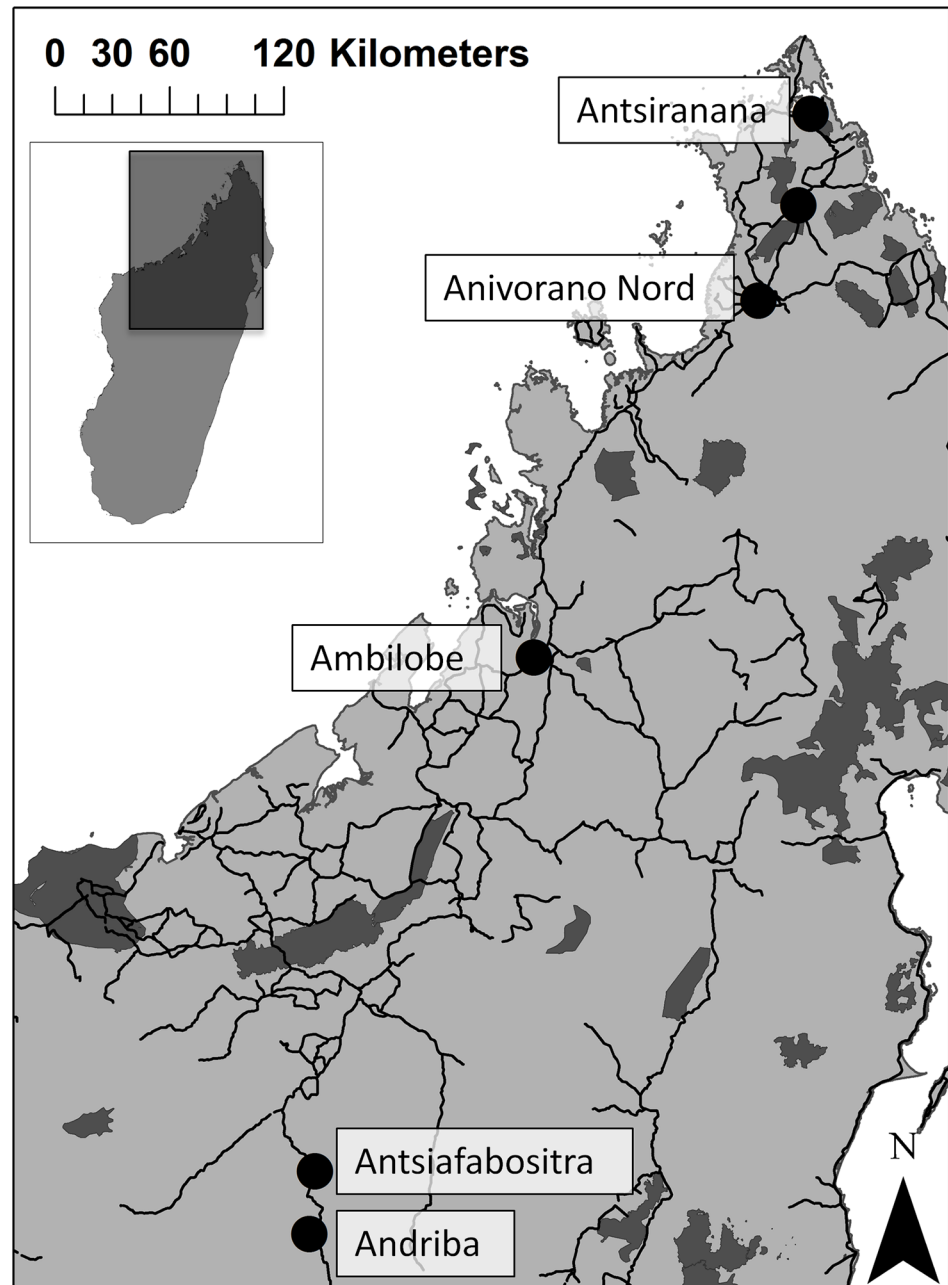 0 30 60 120 Kilometers
Antsiranana
Anivorano Nord
Ambilobe
Antsiafabositra
N
Andriba